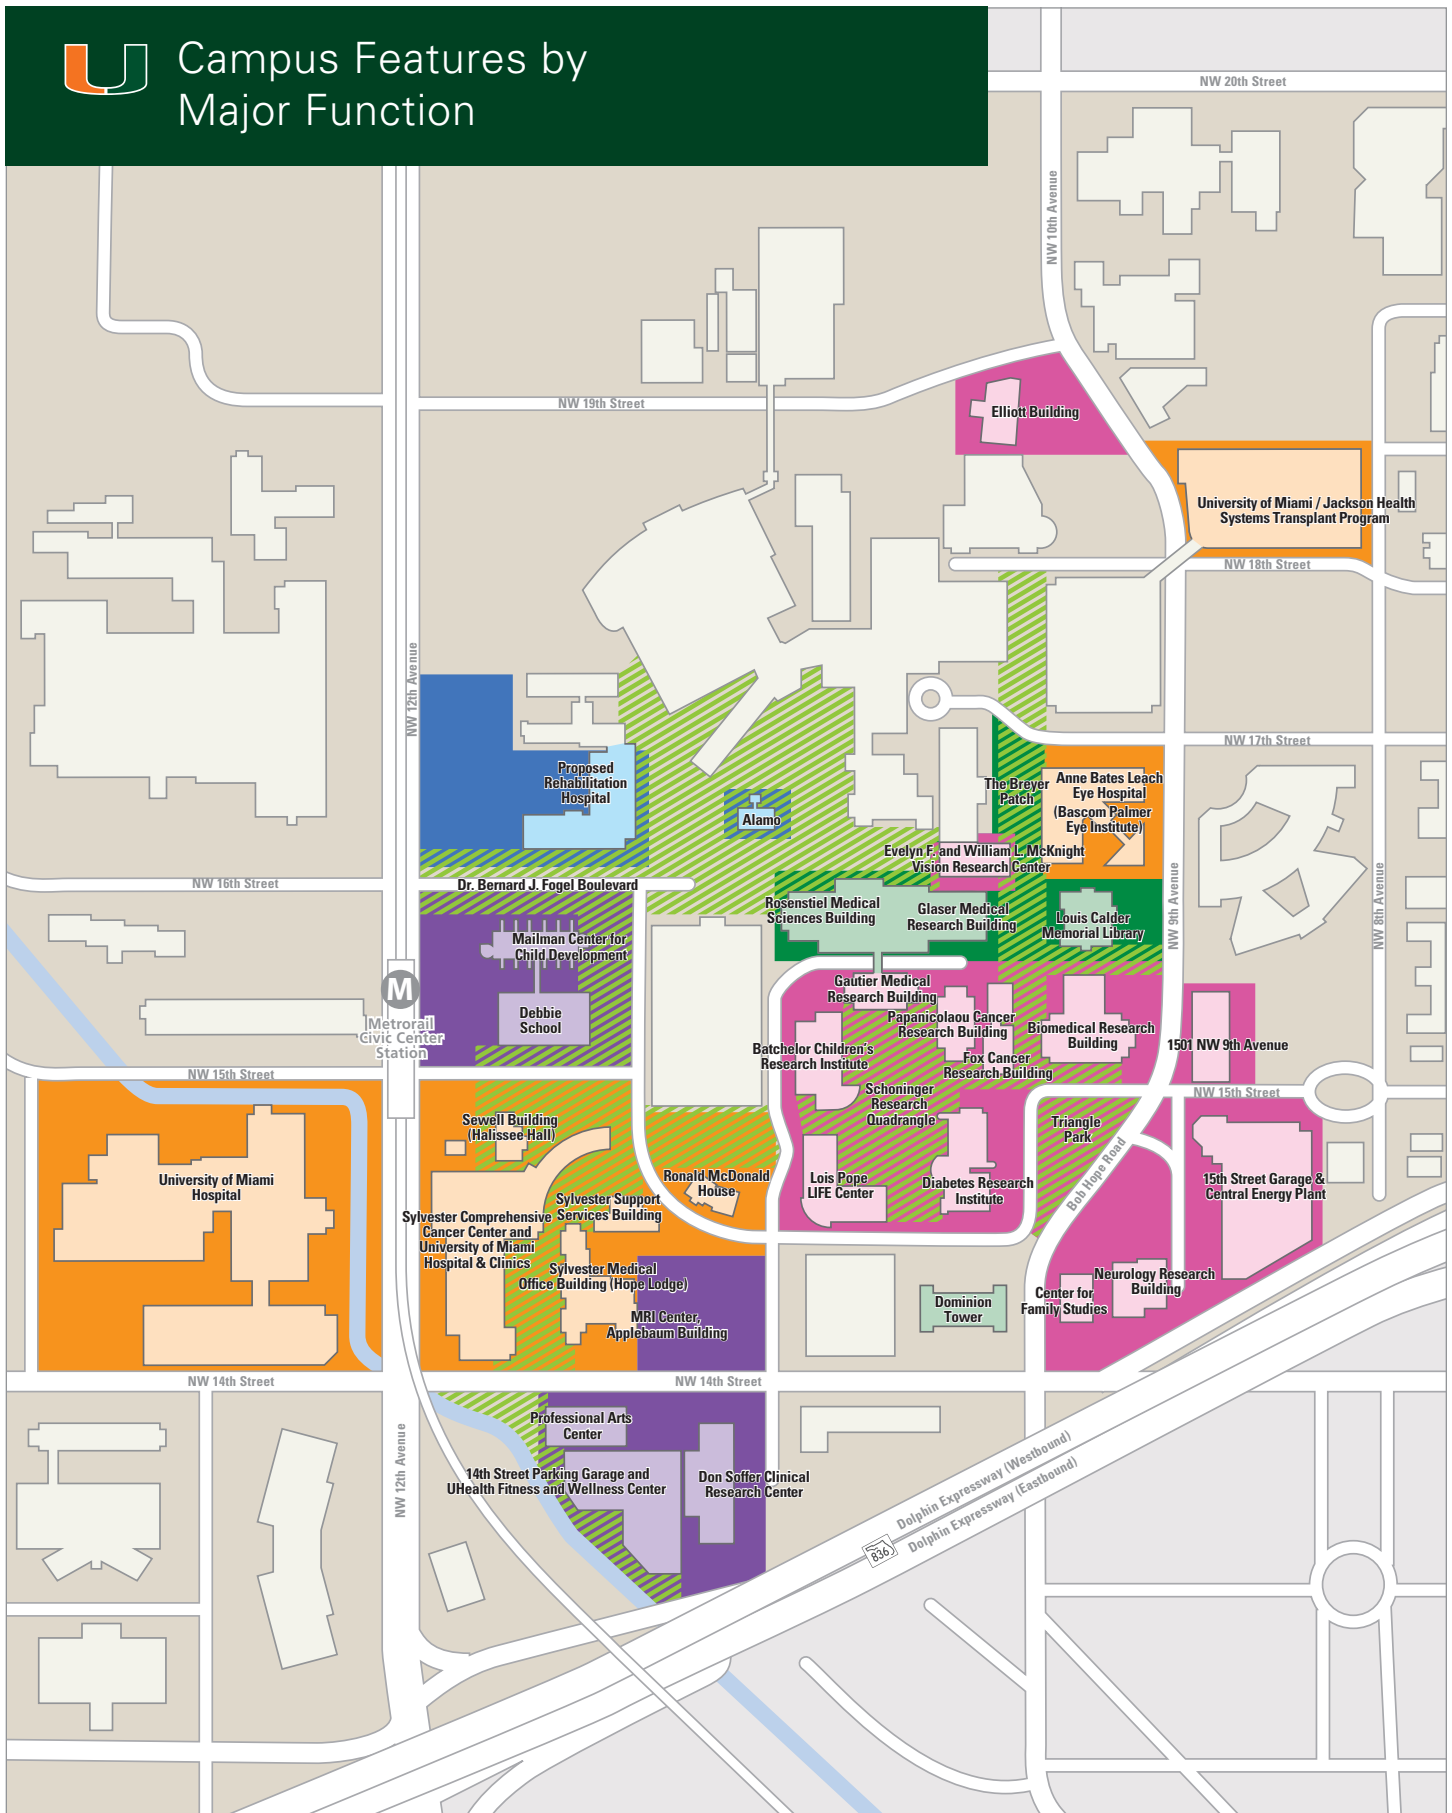 Campus Features by
Major Function
NW 20th Street
NW 10th Avenue
NW 19th Street
Elliott Building
University of Miami / Jackson Health
Systems Transplant Program
NW 18th Street
NW 12th Avenue
NW 17th Street
Proposed
Rehabilitation
Hospital
Alamo
The Breyer
Patch
Anne Bates Leach
Eye Hospital
(Bascom Palmer
Eye Institute)
Evelyn F. and William L. McKnight
Vision Research Center
NW 16th Street
Dr. Bernard J. Fogel Boulevard
Rosenstiel Medical
Sciences Building
Glaser Medical
Research Building
Louis Calder
Memorial Library
NW 9th Avenue
NW 8th Avenue
Mailman Center for
Child Development
M
Metrorail
Civic Center
Station
Debbie
School
Gautier Medical
Research Building
Papanicolaou Cancer
Research Building
Biomedical Research
Building
1501 NW 9th Avenue
Batchelor Children's
Research Institute
Fox Cancer
Research Building
NW 15th Street
NW 15th Street
Schoninger
Research
Quadrangle
Sewell Building
(Halissee Hall)
Triangle
Park
Bob Hope Road
University of Miami
Hospital
Ronald McDonald
House
Lois Pope
LIFE Center
Diabetes Research
Institute
15th Street Garage &
Central Energy Plant
Sylvester Support
Services Building
Sylvester Comprehensive
Cancer Center and
University of Miami
Hospital & Clinics
Sylvester Medical
Office Building (Hope Lodge)
MRI Center,
Applebaum Building
Dominion
Tower
Center for
Family Studies
Neurology Research
Building
NW 14th Street
NW 14th Street
NW 12th Avenue
Professional Arts
Center
14th Street Parking Garage and
UHealth Fitness and Wellness Center
Don Soffer Clinical
Research Center
Dolphin Expressway (Westbound)
Dolphin Expressway (Eastbound)
836